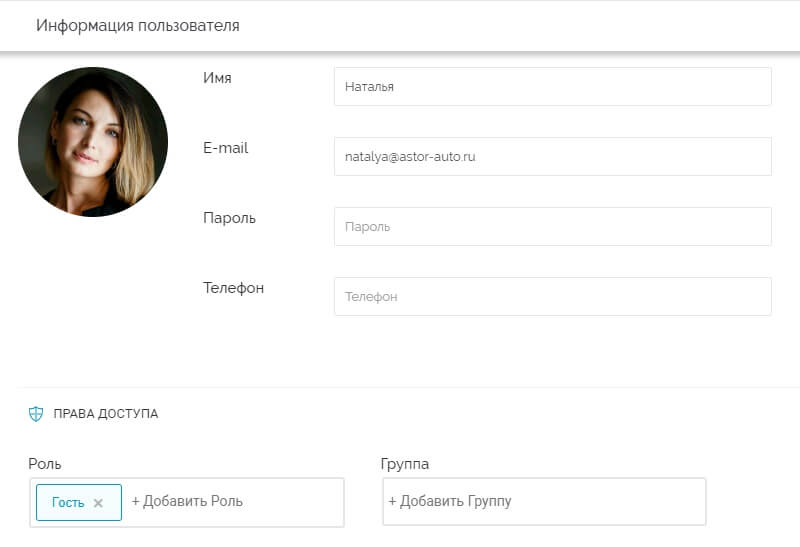 Информация пользователя
Имя
Наталья
E-mail
natalya@astor-auto.ru
Пароль
Пароль
Телефон
Телефон
ПРАВА ДОСТУПА
Роль
Группа
Гость × + Добавить Роль
+ Добавить Группу